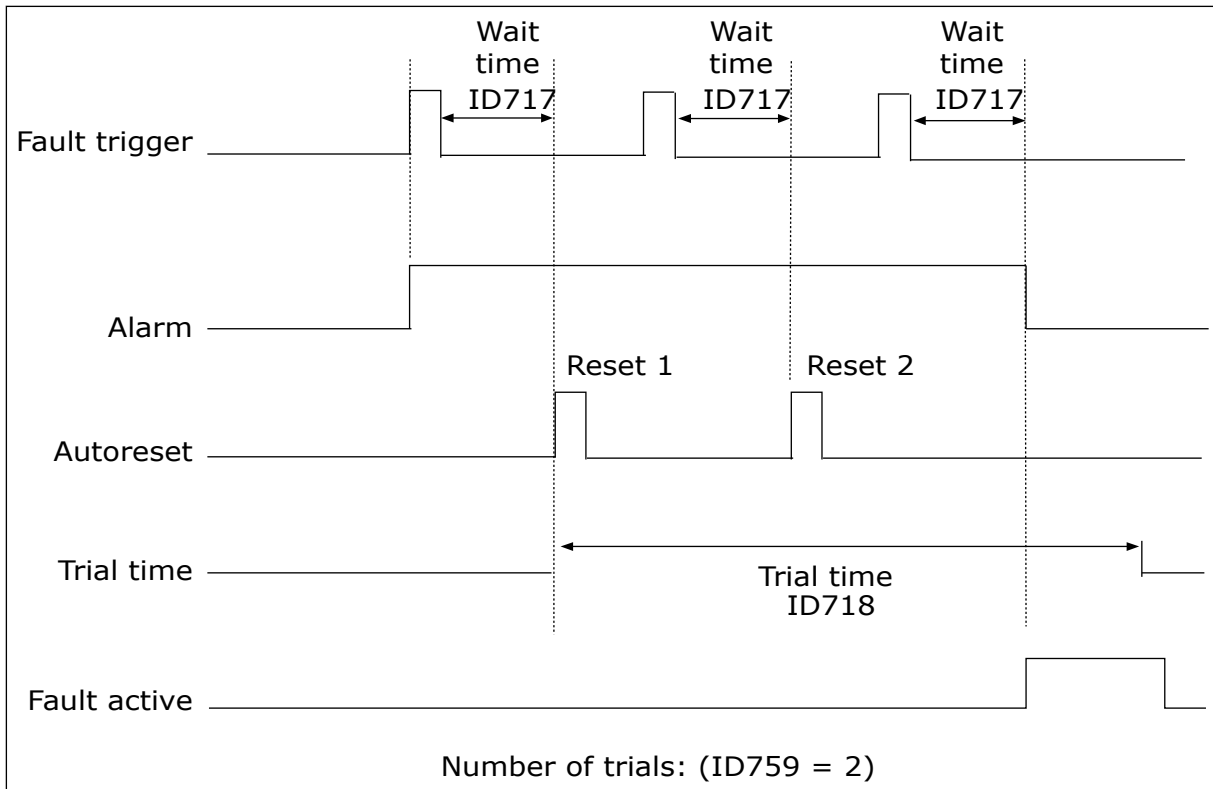 Wait
time
ID717
Wait
time
ID717
Wait
time
ID717
Fault trigger
Alarm
Reset 1
Reset 2
Autoreset
Trial time
Trial time
ID718
Fault active
Number of trials: (ID759 = 2)